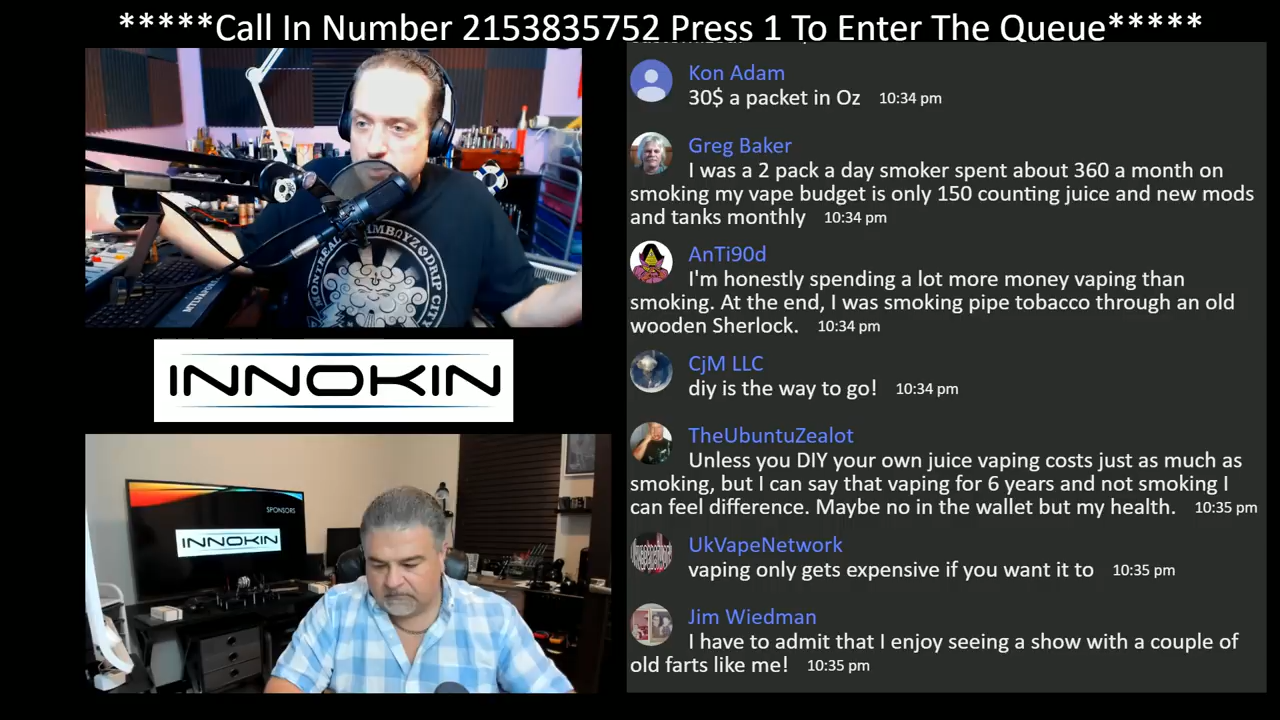 *****Call In Number 2153835752 Press 1 To Enter The Queue*****
Kon Adam
30$ a packet in Oz 10:34 pm
Greg Baker
I was a 2 pack a day smoker spent about 360 a month on
smoking my vape budget is only 150 counting juice and new mods
and tanks monthly 10:34 pm
AnTi90d
I'm honestly spending a lot more money vaping than
smoking. At the end, I was smoking pipe tobacco through an old
wooden Sherlock. 10:34 pm
CjM LLC
diy is the way to go! 10:34 pm
TheUbuntuZealot
Unless you DIY your own juice vaping costs just as much as
smoking, but I can say that vaping for 6 years and not smoking I
can feel difference. Maybe no in the wallet but my health. 10:35 pm
UkVapeNetwork
vaping only gets expensive if you want it to 10:35 pm
Jim Wiedman
I have to admit that I enjoy seeing a show with a couple of
old farts like me! 10:35 pm
MONTREAL DRIP CITY
INNOKIN
SPONSORS
INNOKIN